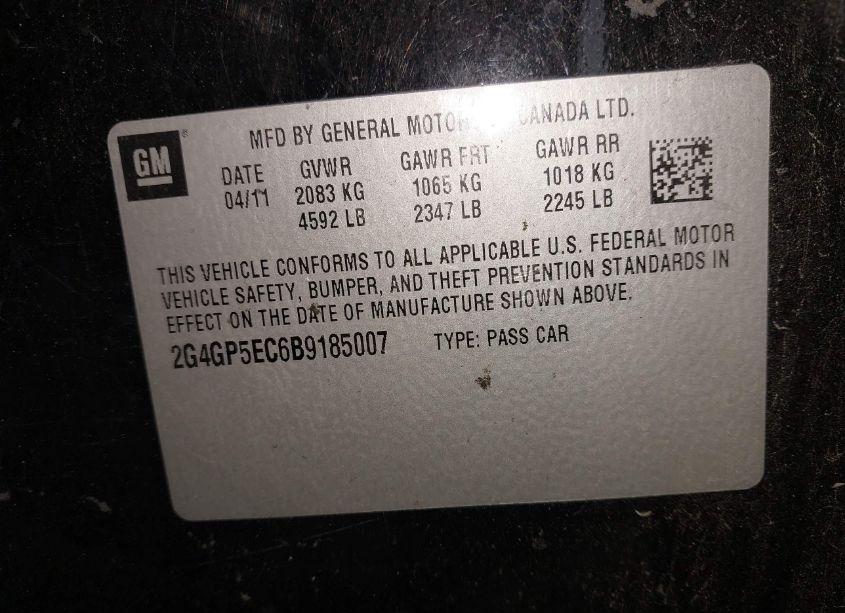 GM
MFD BY GENERAL MOTO CANADA LTD.
DATE GVWR GAWR FRT GAWR RR
04/11 2083 KG 1065 KG 1018 KG
4592 LB 2347 LB 2245 LB
THIS VEHICLE CONFORMS TO ALL APPLICABLE U.S. FEDERAL MOTOR
VEHICLE SAFETY, BUMPER, AND THEFT PREVENTION STANDARDS IN
EFFECT ON THE DATE OF MANUFACTURE SHOWN ABOVE.
2G4GP5EC6B9185007 TYPE: PASS CAR